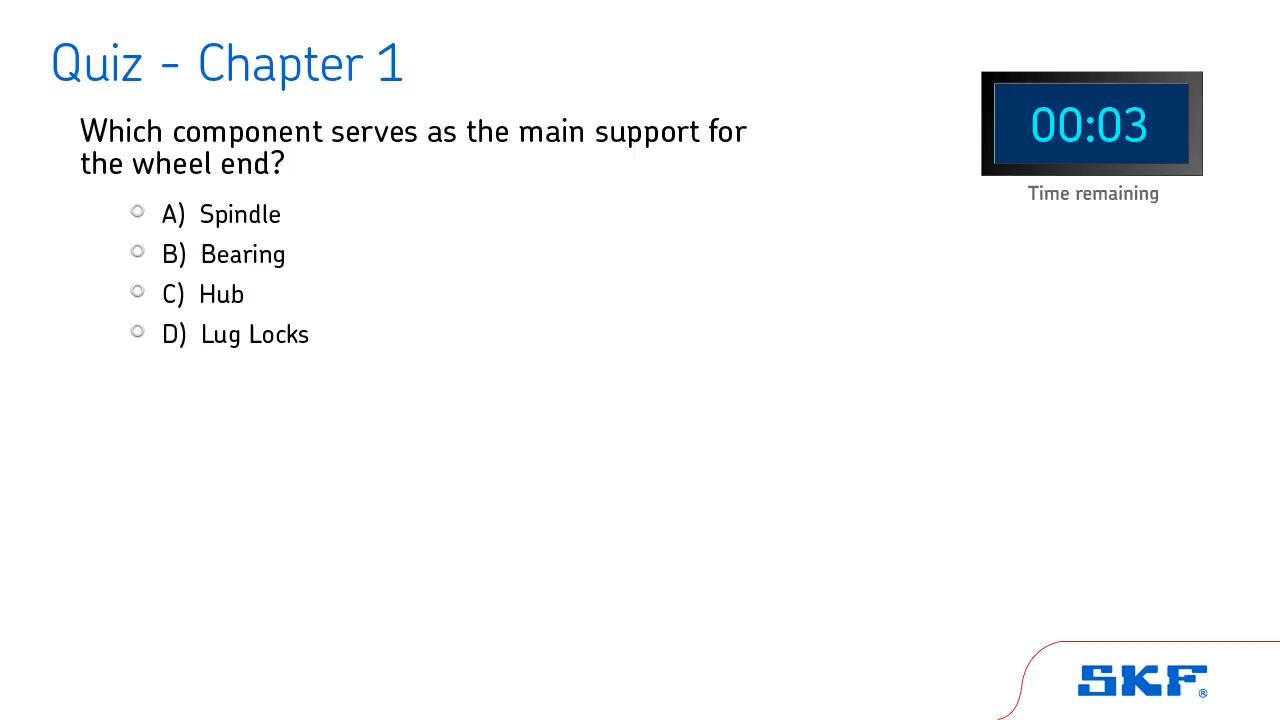 Quiz - Chapter 1
00:03
Time remaining
Which component serves as the main support for
the wheel end?
A) Spindle
B) Bearing
C) Hub
D) Lug Locks
SKF®